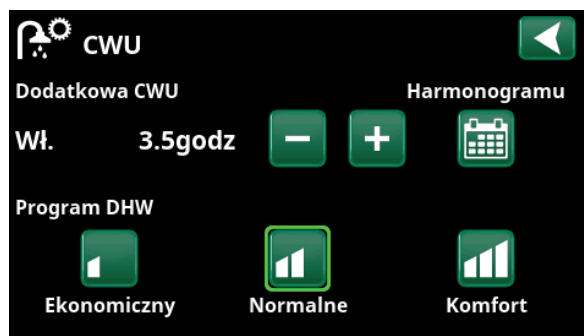 CWU
Dodatkowa CWU Harmonogramu
Wł. 3.5godz
Program DHW
Ekonomiczny Normalne Komfort